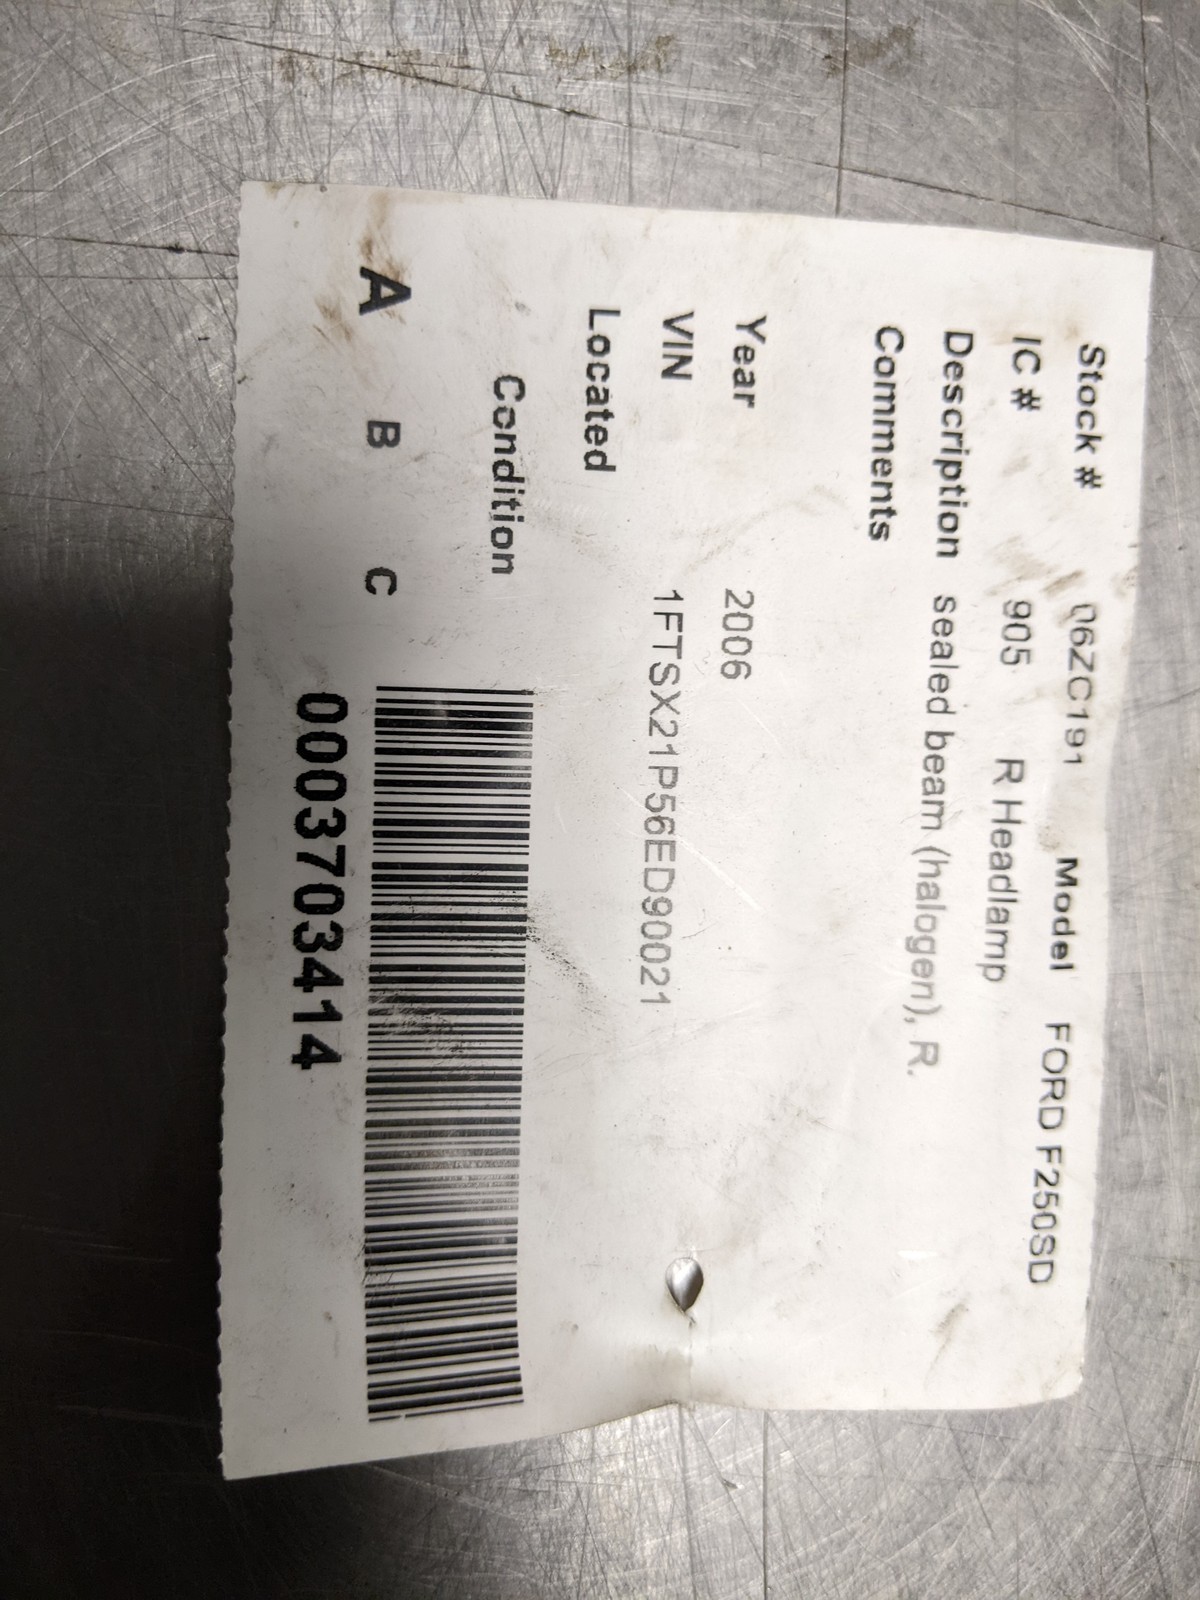 Stock # 06ZC191 Model FORD F250SD
IC # 905 R Headlamp
Description sealed beam (halogen), R.
Comments
Year 2006
VIN 1FTSX21P56ED90021
Located
Condition
A B C
0003703414